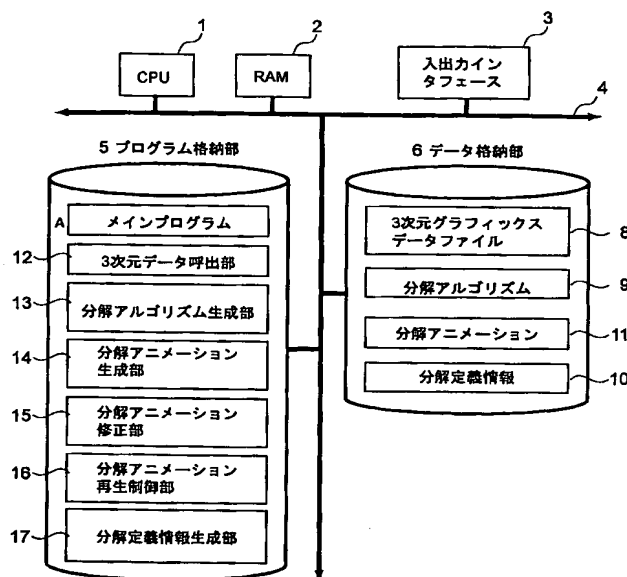 1
2
3
CPU
RAM
入出力イン
タフェース
4
5 プログラム格納部
6 データ格納部
A
メインプログラム
12
3次元データ呼出部
13
分解アルゴリズム生成部
14
分解アニメーション
生成部
15
分解アニメーション
修正部
16
分解アニメーション
再生制御部
17
分解定義情報生成部
3次元グラフィックス
データファイル
8
分解アルゴリズム
9
分解アニメーション
11
分解定義情報
10